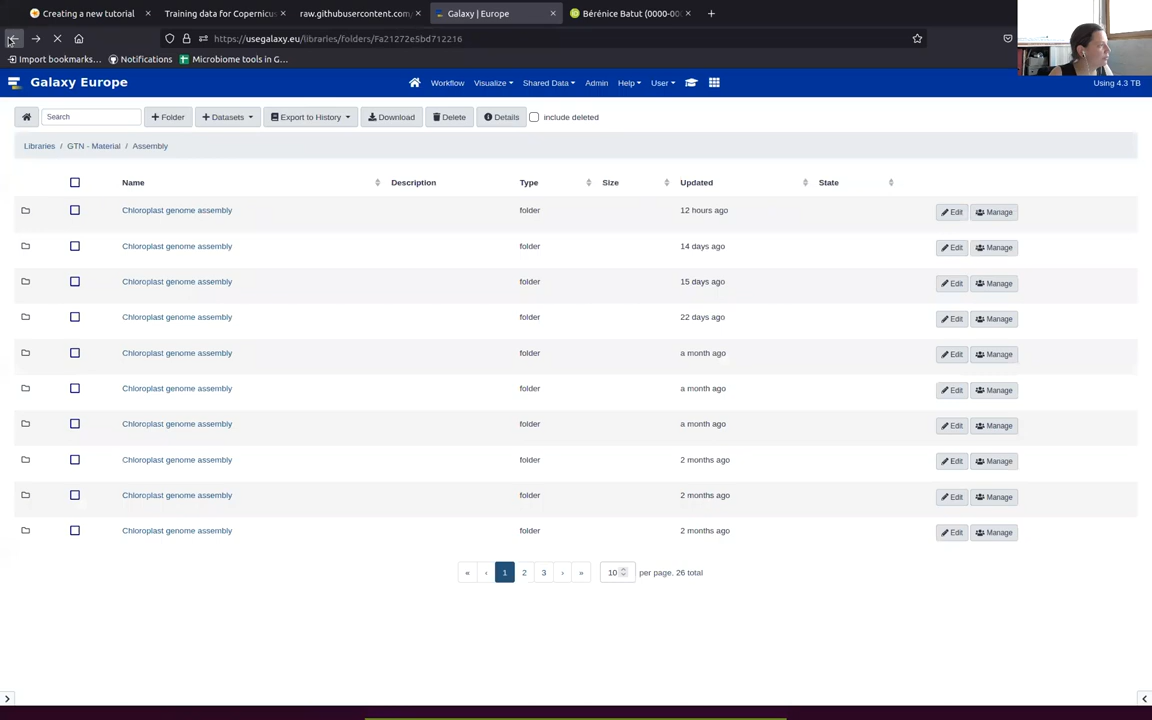 Creating a new tutorial
Training data for Copernicus
raw.githubusercontent.com/
Galaxy | Europe
Bérénice Batut (0000-00
https://usegalaxy.eu/libraries/folders/Fa21272e5bd712216
Import bookmarks...
Notifications
Microbiome tools in G...
Galaxy Europe
Workflow
Visualize
Shared Data
Admin
Help
User
Using 4.3 TB
Search
+ Folder
+ Datasets
Export to History
Download
Delete
Details
include deleted
Libraries / GTN - Material / Assembly
Name Description Type Size Updated State
Chloroplast genome assembly folder 12 hours ago Edit Manage
Chloroplast genome assembly folder 14 days ago Edit Manage
Chloroplast genome assembly folder 15 days ago Edit Manage
Chloroplast genome assembly folder 22 days ago Edit Manage
Chloroplast genome assembly folder a month ago Edit Manage
Chloroplast genome assembly folder a month ago Edit Manage
Chloroplast genome assembly folder a month ago Edit Manage
Chloroplast genome assembly folder 2 months ago Edit Manage
Chloroplast genome assembly folder 2 months ago Edit Manage
Chloroplast genome assembly folder 2 months ago Edit Manage
« ‹ 1 2 3 › » 10 per page, 26 total